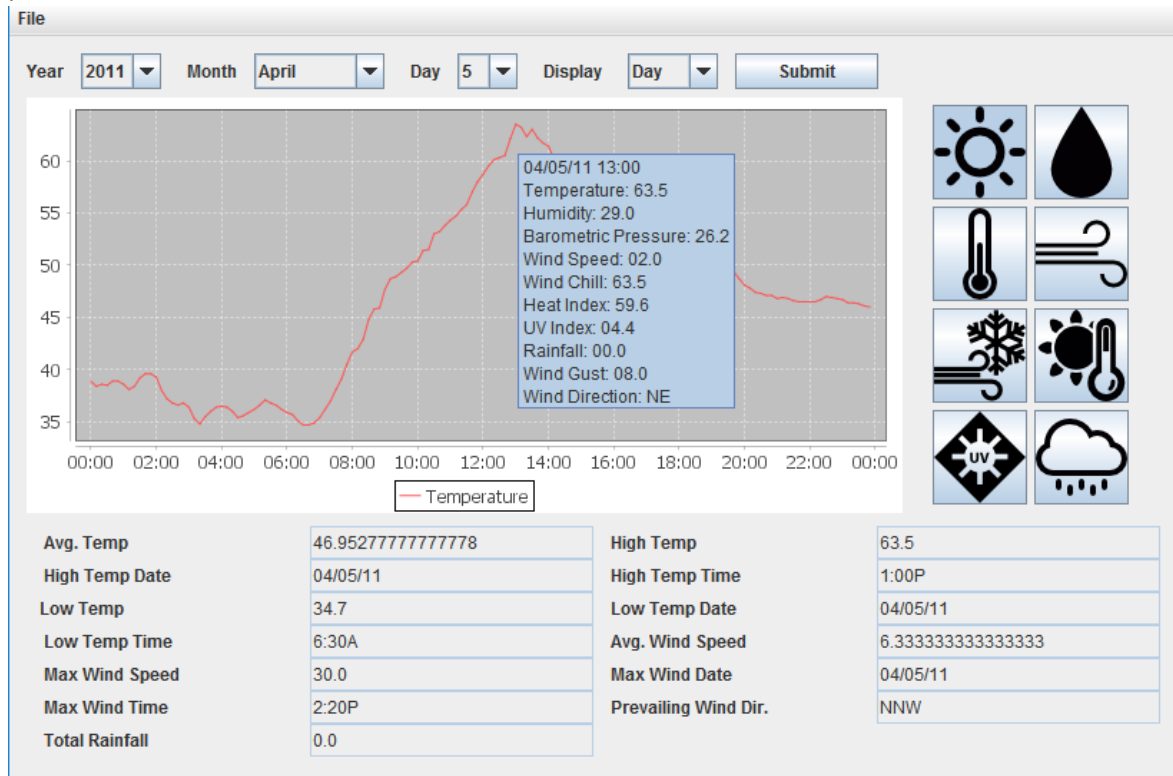 File
Year 2011 Month April Day 5 Display Day Submit
60
55
50
45
40
35
04/05/11 13:00
Temperature: 63.5
Humidity: 29.0
Barometric Pressure: 26.2
Wind Speed: 02.0
Wind Chill: 63.5
Heat Index: 59.6
UV Index: 04.4
Rainfall: 00.0
Wind Gust: 08.0
Wind Direction: NE
00:00 02:00 04:00 06:00 08:00 10:00 12:00 14:00 16:00 18:00 20:00 22:00 00:00
Temperature
UV
Avg. Temp 46.95277777777778 High Temp 63.5
High Temp Date 04/05/11 High Temp Time 1:00P
Low Temp 34.7 Low Temp Date 04/05/11
Low Temp Time 6:30A Avg. Wind Speed 6.333333333333333
Max Wind Speed 30.0 Max Wind Date 04/05/11
Max Wind Time 2:20P Prevailing Wind Dir. NNW
Total Rainfall 0.0